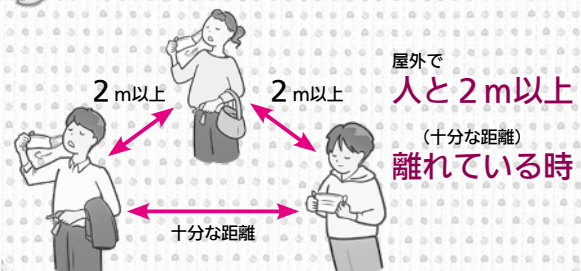 屋外で
人と2m以上
（十分な距離）
離れている時
2m以上
2m以上
十分な距離